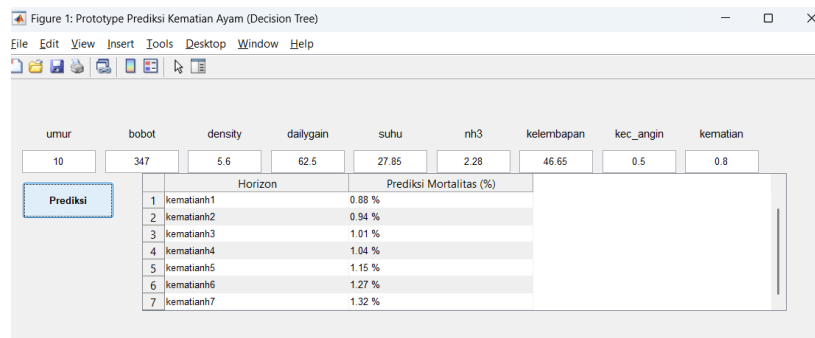 Figure 1: Prototype Prediksi Kematian Ayam (Decision Tree)
File Edit View Insert Tools Desktop Window Help
umur bobot density dailygain suhu nh3 kelembapan kec_angin kematian
10 347 5.6 62.5 27.85 2.28 46.65 0.5 0.8
Prediksi
Horizon Prediksi Mortalitas (%)
1 kematianh1 0.88 %
2 kematianh2 0.94 %
3 kematianh3 1.01 %
4 kematianh4 1.04 %
5 kematianh5 1.15 %
6 kematianh6 1.27 %
7 kematianh7 1.32 %